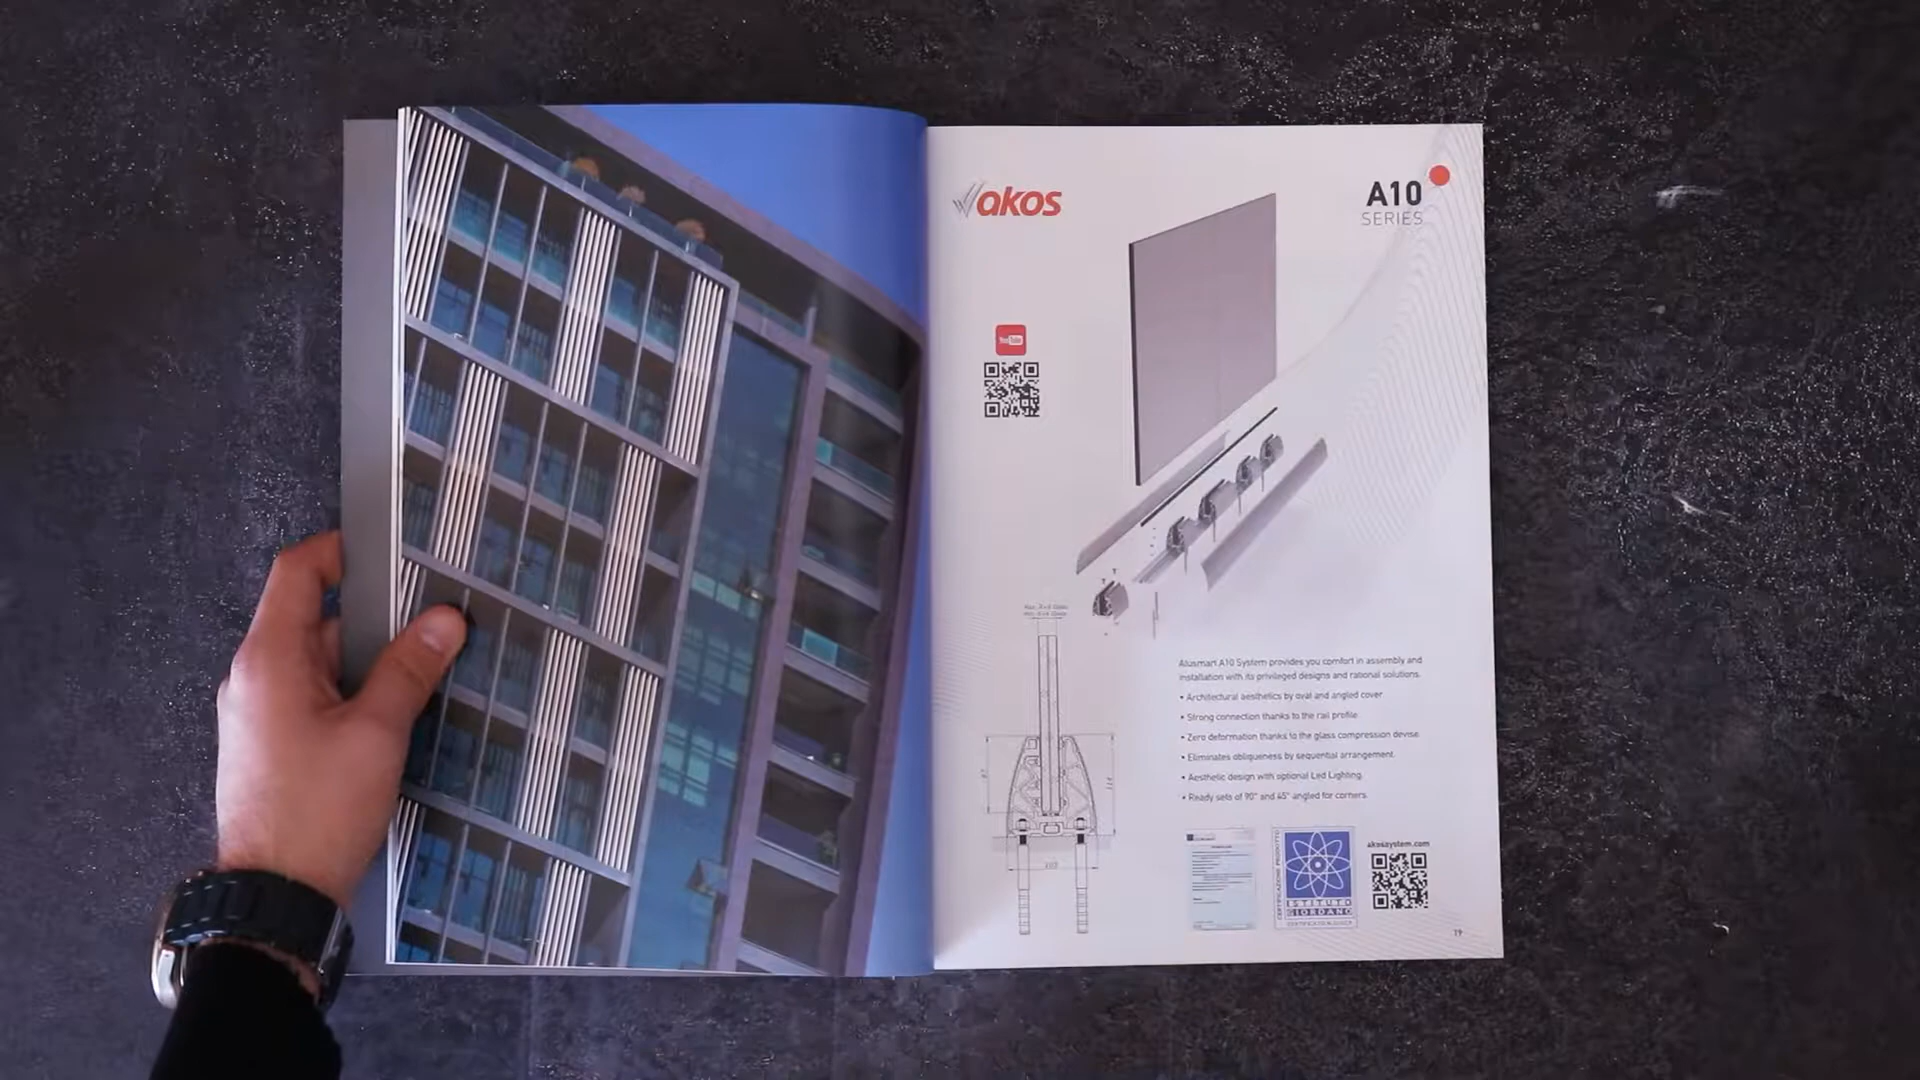 akos
A10
SERIES
YouTube
Alusmart A10 System provides you comfort in assembly and
installation with its privileged designs and rational solutions.
• Architectural aesthetics by oval and angled cover
• Strong connection thanks to the rail profile
• Zero deformation thanks to the glass compression devise
• Eliminates obliqueness by sequential arrangement.
• Aesthetic design with optional Led Lighting.
• Ready sets of 90° and 45° angled for corners.
CERTIFICAZIONE PRODOTTO
ISTITUTO
GIORDANO
akosystem.com
19